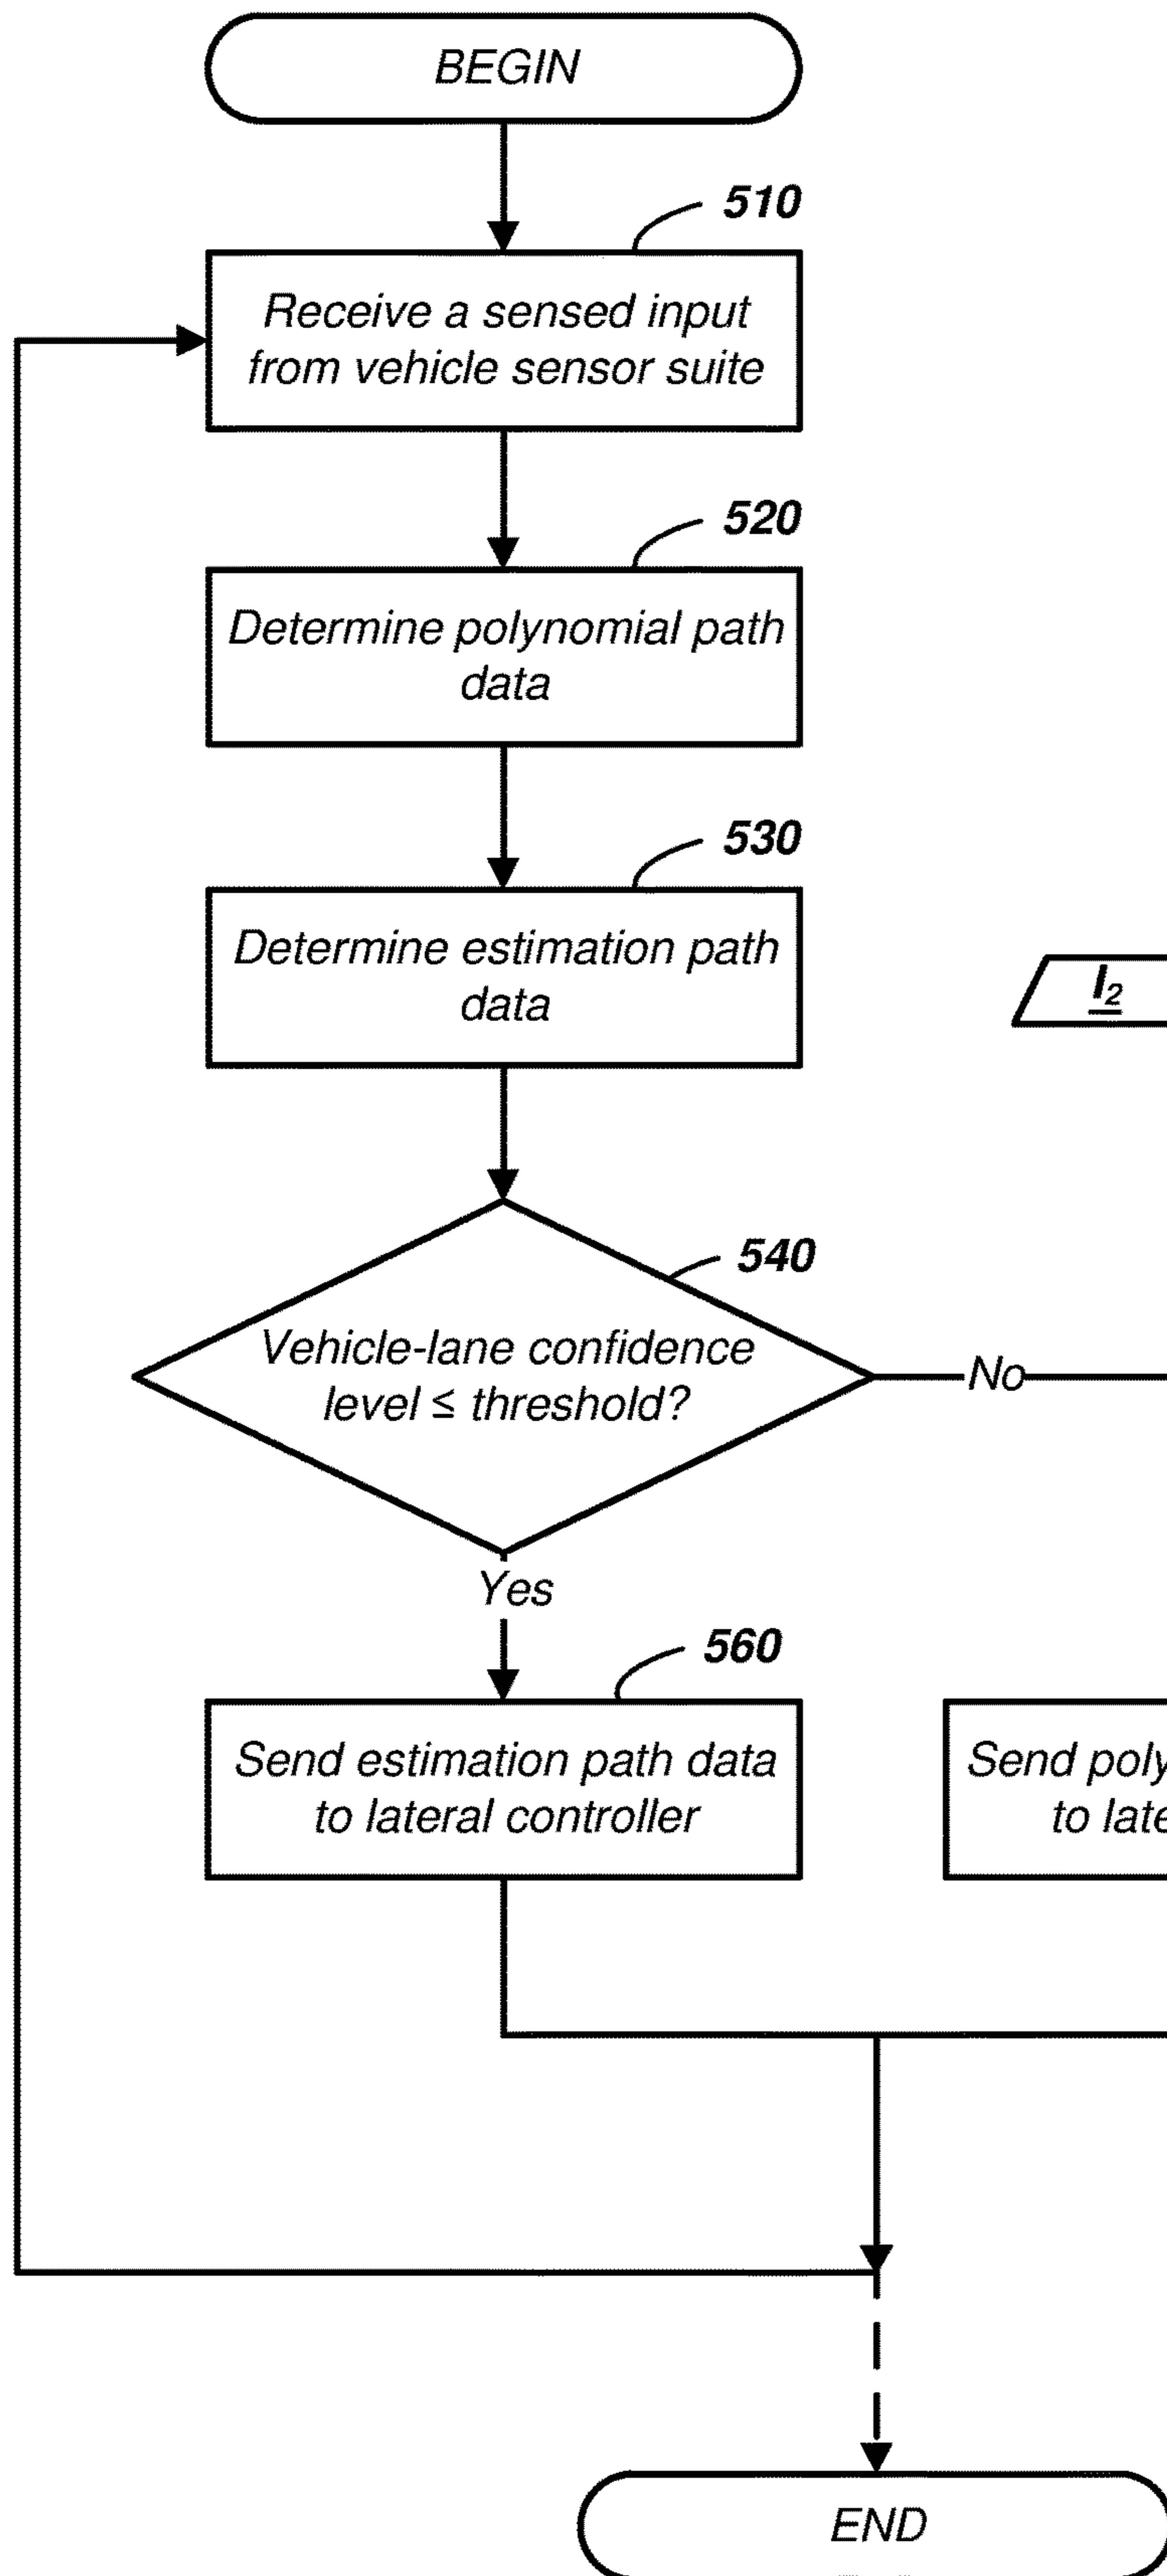 BEGIN
510
Receive a sensed input
from vehicle sensor suite
520
Determine polynomial path
data
530
Determine estimation path
data
I₂
540
Vehicle-lane confidence
level ≤ threshold?
No
Yes
560
Send estimation path data
to lateral controller
Send poly
to late
END